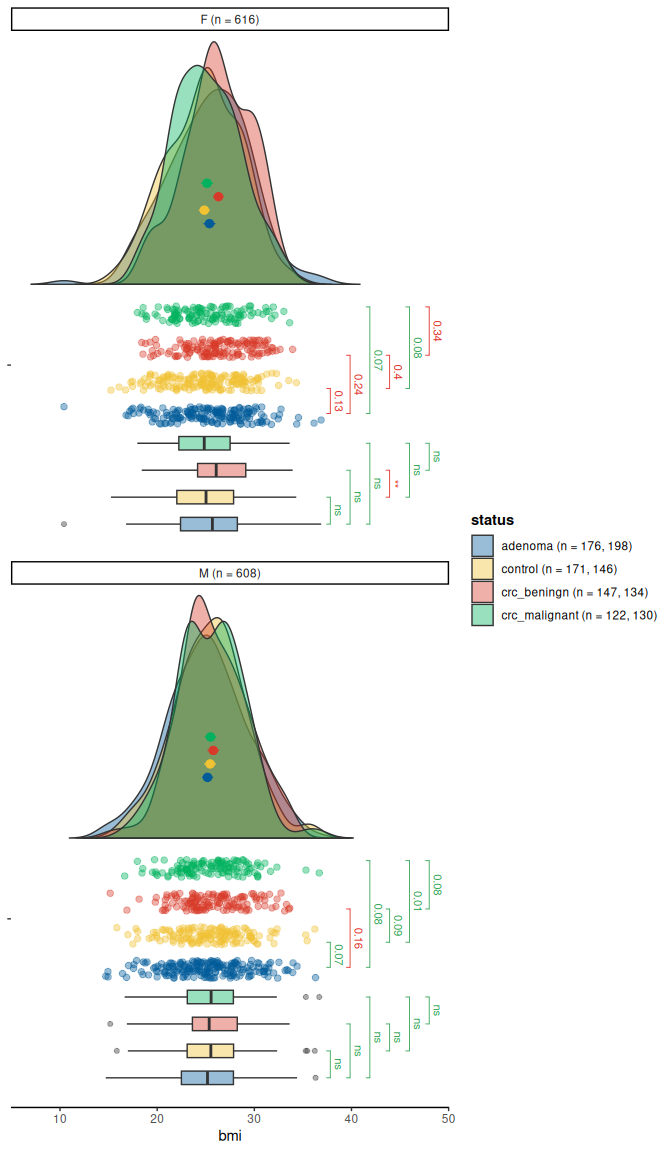 F (n = 616)
0.34
0.08
0.07
0.4
0.24
0.13
ns
ns
ns
**
ns
ns
status
adenoma (n = 176, 198)
control (n = 171, 146)
crc_beningn (n = 147, 134)
crc_malignant (n = 122, 130)
M (n = 608)
0.08
0.01
0.08
0.09
0.16
0.07
ns
ns
ns
ns
ns
ns
10 20 30 40 50
bmi